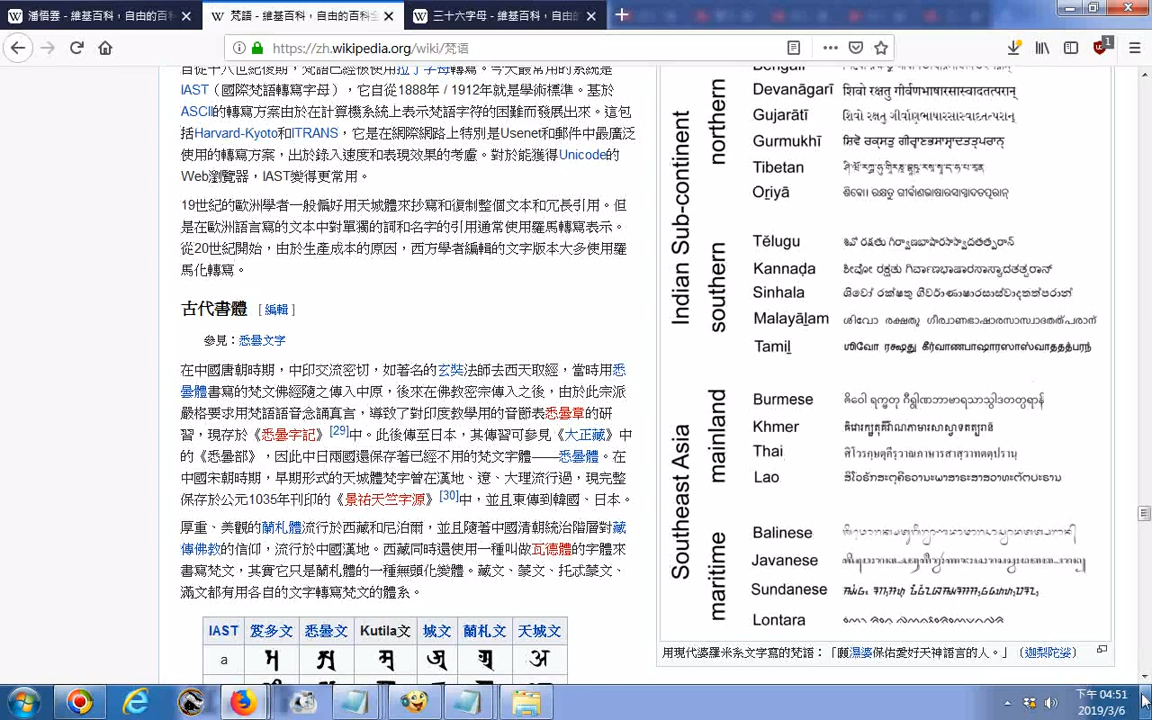 潘悟雲 - 維基百科，自由的百科
梵語 - 維基百科，自由的百科全
三十六字母 - 維基百科，自由的
https://zh.wikipedia.org/wiki/梵語
自從十八世紀後期，梵語已經被使用拉丁字母轉寫。今天最常用的系統是
IAST（國際梵語轉寫字母），它自從1888年 / 1912年就是學術標準。基於
ASCII的轉寫方案由於在計算機系統上表示梵語字符的困難而發展出來。這包
括Harvard-Kyoto和ITRANS，它是在網際網路上特別是Usenet和郵件中最廣泛
使用的轉寫方案，出於錄入速度和表現效果的考慮。對於能獲得Unicode的
Web瀏覽器，IAST變得更常用。
19世紀的歐洲學者一般偏好用天城體來抄寫和復制整個文本和冗長引用。但
是在歐洲語言寫的文本中對單獨的詞和名字的引用通常使用羅馬轉寫表示。
從20世紀開始，由於生產成本的原因，西方學者編輯的文字版本大多使用羅
馬化轉寫。
古代書體 [編輯]
參見：悉曇文字
在中國唐朝時期，中印交流密切，如著名的玄奘法師去西天取經，當時用悉
曇體書寫的梵文佛經隨之傳入中原，後來在佛教密宗傳入之後，由於此宗派
嚴格要求用梵語語音念誦真言，導致了對印度教學用的音節表悉曇章的研
習，現存於《悉曇字記》[29]中。此後傳至日本，其傳習可參見《大正藏》中
的《悉曇部》，因此中日兩國還保存著已經不用的梵文字體——悉曇體。在
中國宋朝時期，早期形式的天城體梵字曾在漢地、遼、大理流行過，現完整
保存於公元1035年刊印的《景祐天竺字源》[30]中，並且東傳到韓國、日本。
厚重、美觀的蘭札體流行於西藏和尼泊爾，並且隨著中國清朝統治階層對藏
傳佛教的信仰，流行於中國漢地。西藏同時還使用一種叫做瓦德體的字體來
書寫梵文，其實它只是蘭札體的一種無頭化變體。藏文、蒙文、托忒蒙文、
滿文都有用各自的文字轉寫梵文的體系。
IAST 笈多文 悉曇文 Kutila文 城文 蘭札文 天城文
a अ
Indian Sub-continent
northern
Bengali
Devanāgarī शिवो रक्षतु गीर्वाणभाषारसास्वादतत्परान्
Gujarātī
Gurmukhī
Tibetan
Oṛiyā
southern
Tĕlugu
Kannaḍa
Sinhala
Malayāḷam
Tamiḻ
Southeast Asia
mainland
Burmese
Khmer
Thai
Lao
maritime
Balinese
Javanese
Sundanese
Lontara
用現代婆羅米系文字寫的梵語：「願濕婆保佑愛好天神語言的人。」（迦梨陀娑）
下午 04:51
2019/3/6